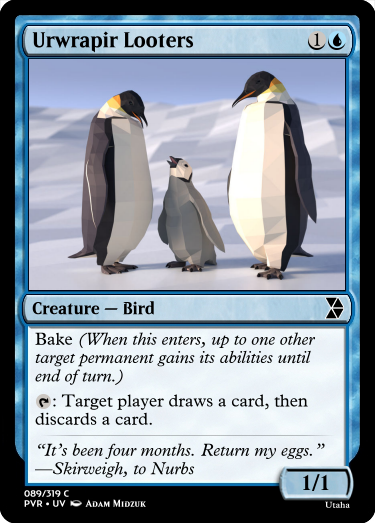 Urwrapir Looters 1
Creature — Bird
Bake (When this enters, up to one other
target permanent gains its abilities until
end of turn.)
: Target player draws a card, then
discards a card.
“It’s been four months. Return my eggs.”
—Skirweigh, to Nurbs
1/1
089/319 C
PVR • UV Adam Midzuk
Utaha